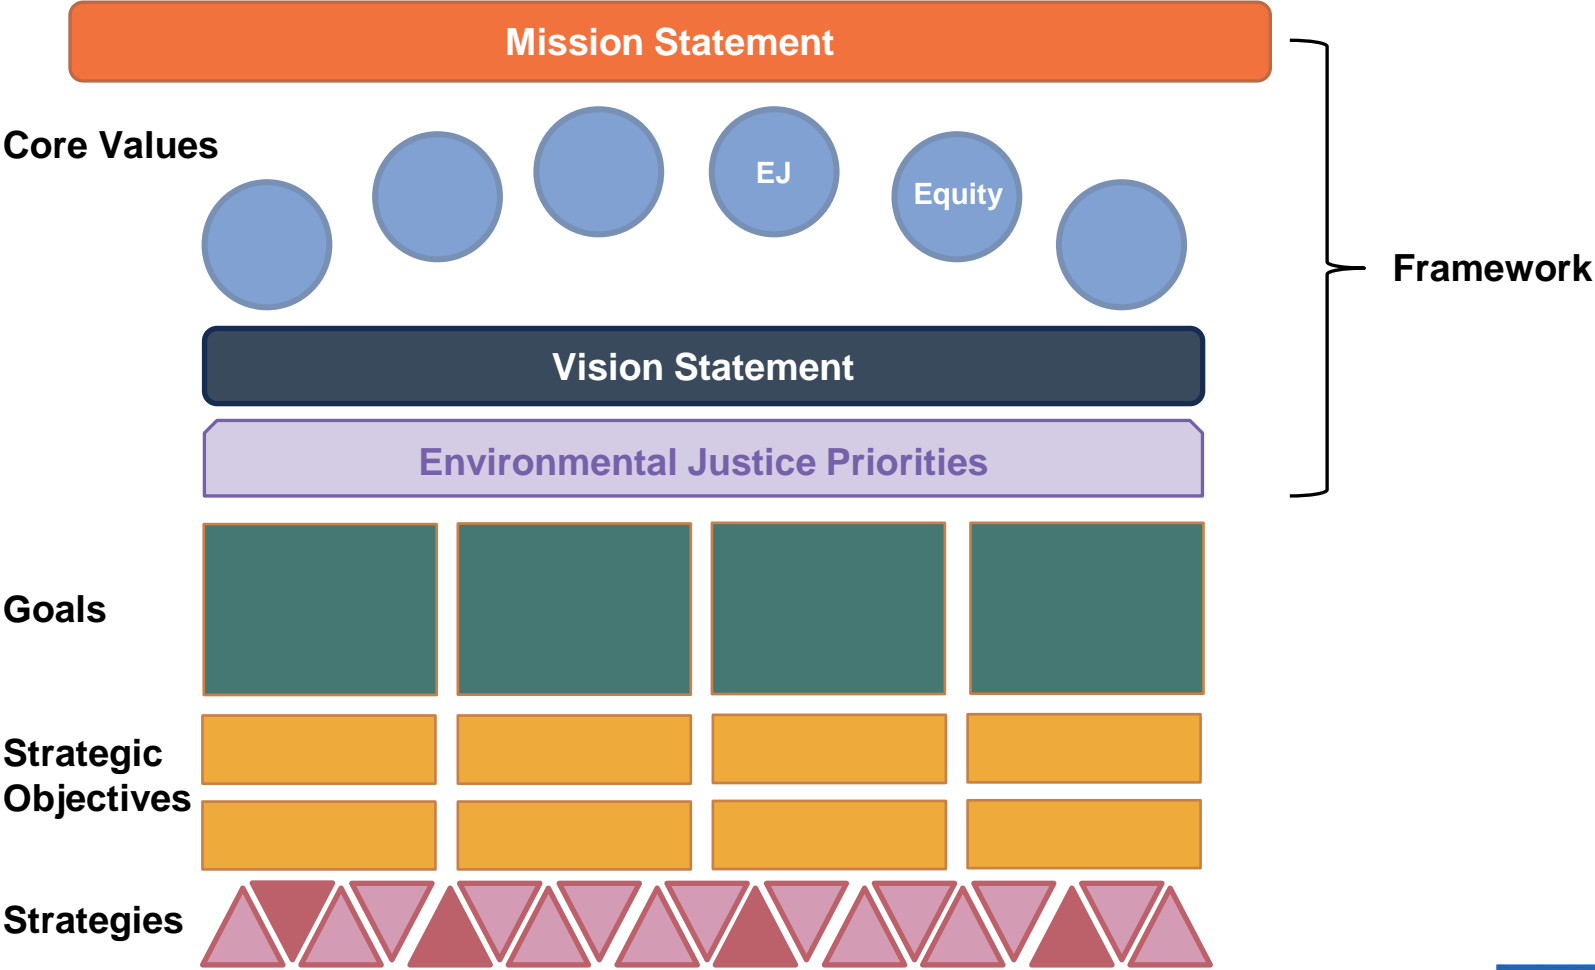 Mission Statement
Core Values
EJ
Equity
Framework
Vision Statement
Environmental Justice Priorities
Goals
Strategic
Objectives
Strategies